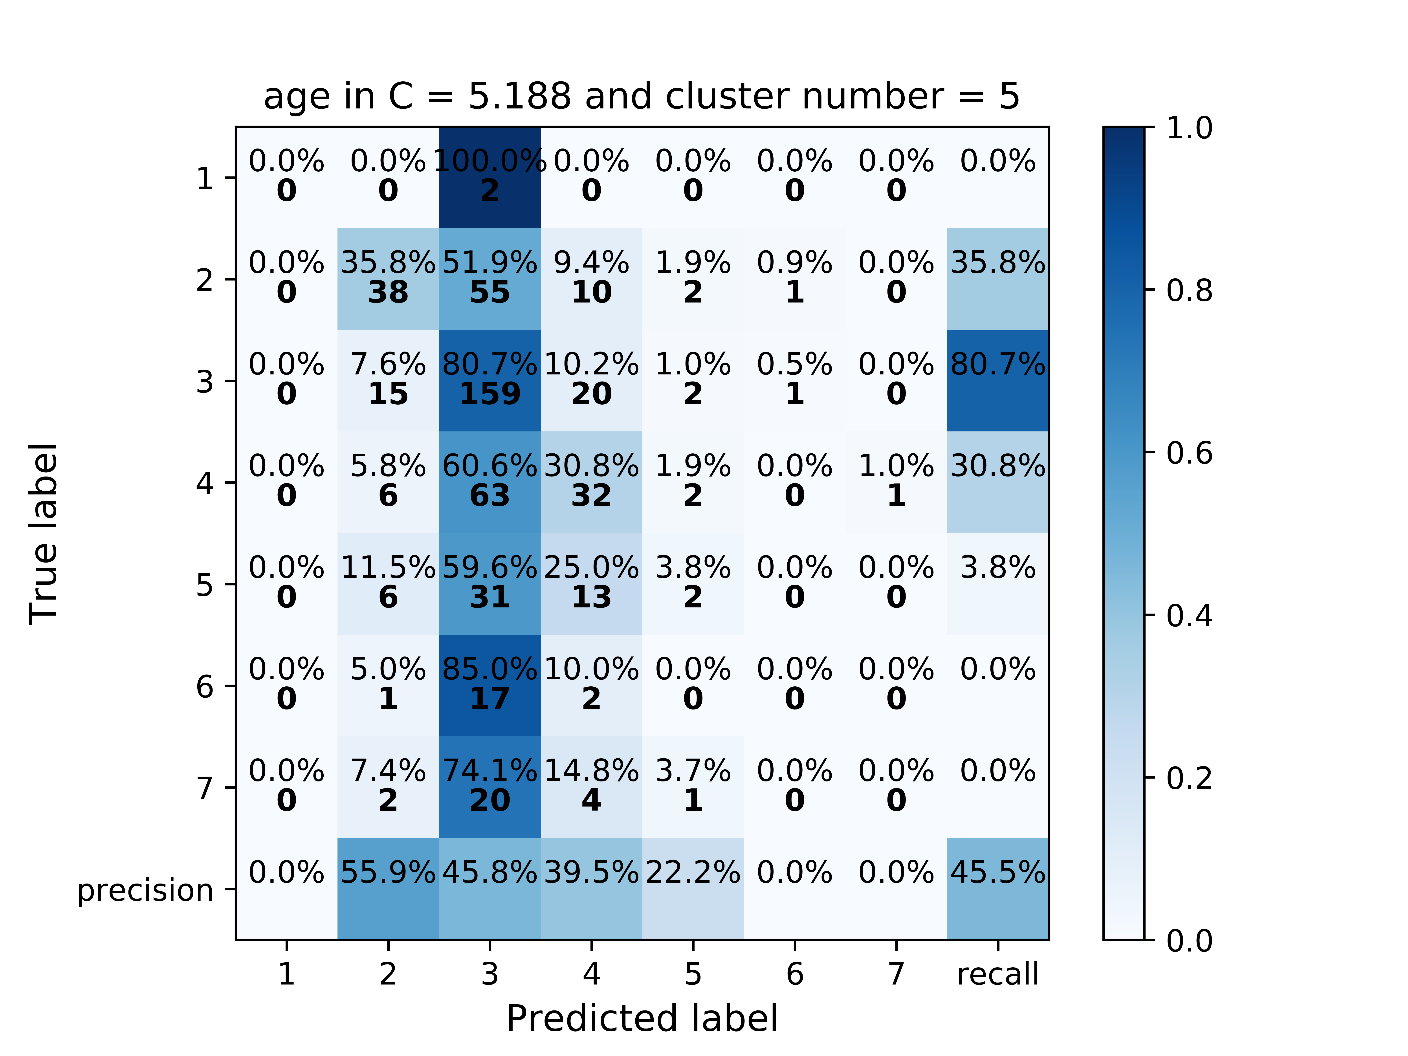 age in C = 5.188 and cluster number = 5
0.0% 0.0% 100.0% 0.0% 0.0% 0.0% 0.0% 0.0%
1
0 0 2 0 0 0 0
0.0% 35.8% 51.9% 9.4% 1.9% 0.9% 0.0% 35.8%
2
0 38 55 10 2 1 0
0.0% 7.6% 80.7% 10.2% 1.0% 0.5% 0.0% 80.7%
3
0 15 159 20 2 1 0
0.0% 5.8% 60.6% 30.8% 1.9% 0.0% 1.0% 30.8%
4
0 6 63 32 2 0 1
0.0% 11.5% 59.6% 25.0% 3.8% 0.0% 0.0% 3.8%
5
0 6 31 13 2 0 0
0.0% 5.0% 85.0% 10.0% 0.0% 0.0% 0.0% 0.0%
6
0 1 17 2 0 0 0
0.0% 7.4% 74.1% 14.8% 3.7% 0.0% 0.0% 0.0%
7
0 2 20 4 1 0 0
0.0% 55.9% 45.8% 39.5% 22.2% 0.0% 0.0% 45.5%
precision
1 2 3 4 5 6 7 recall
Predicted label
True label
1.0
0.8
0.6
0.4
0.2
0.0